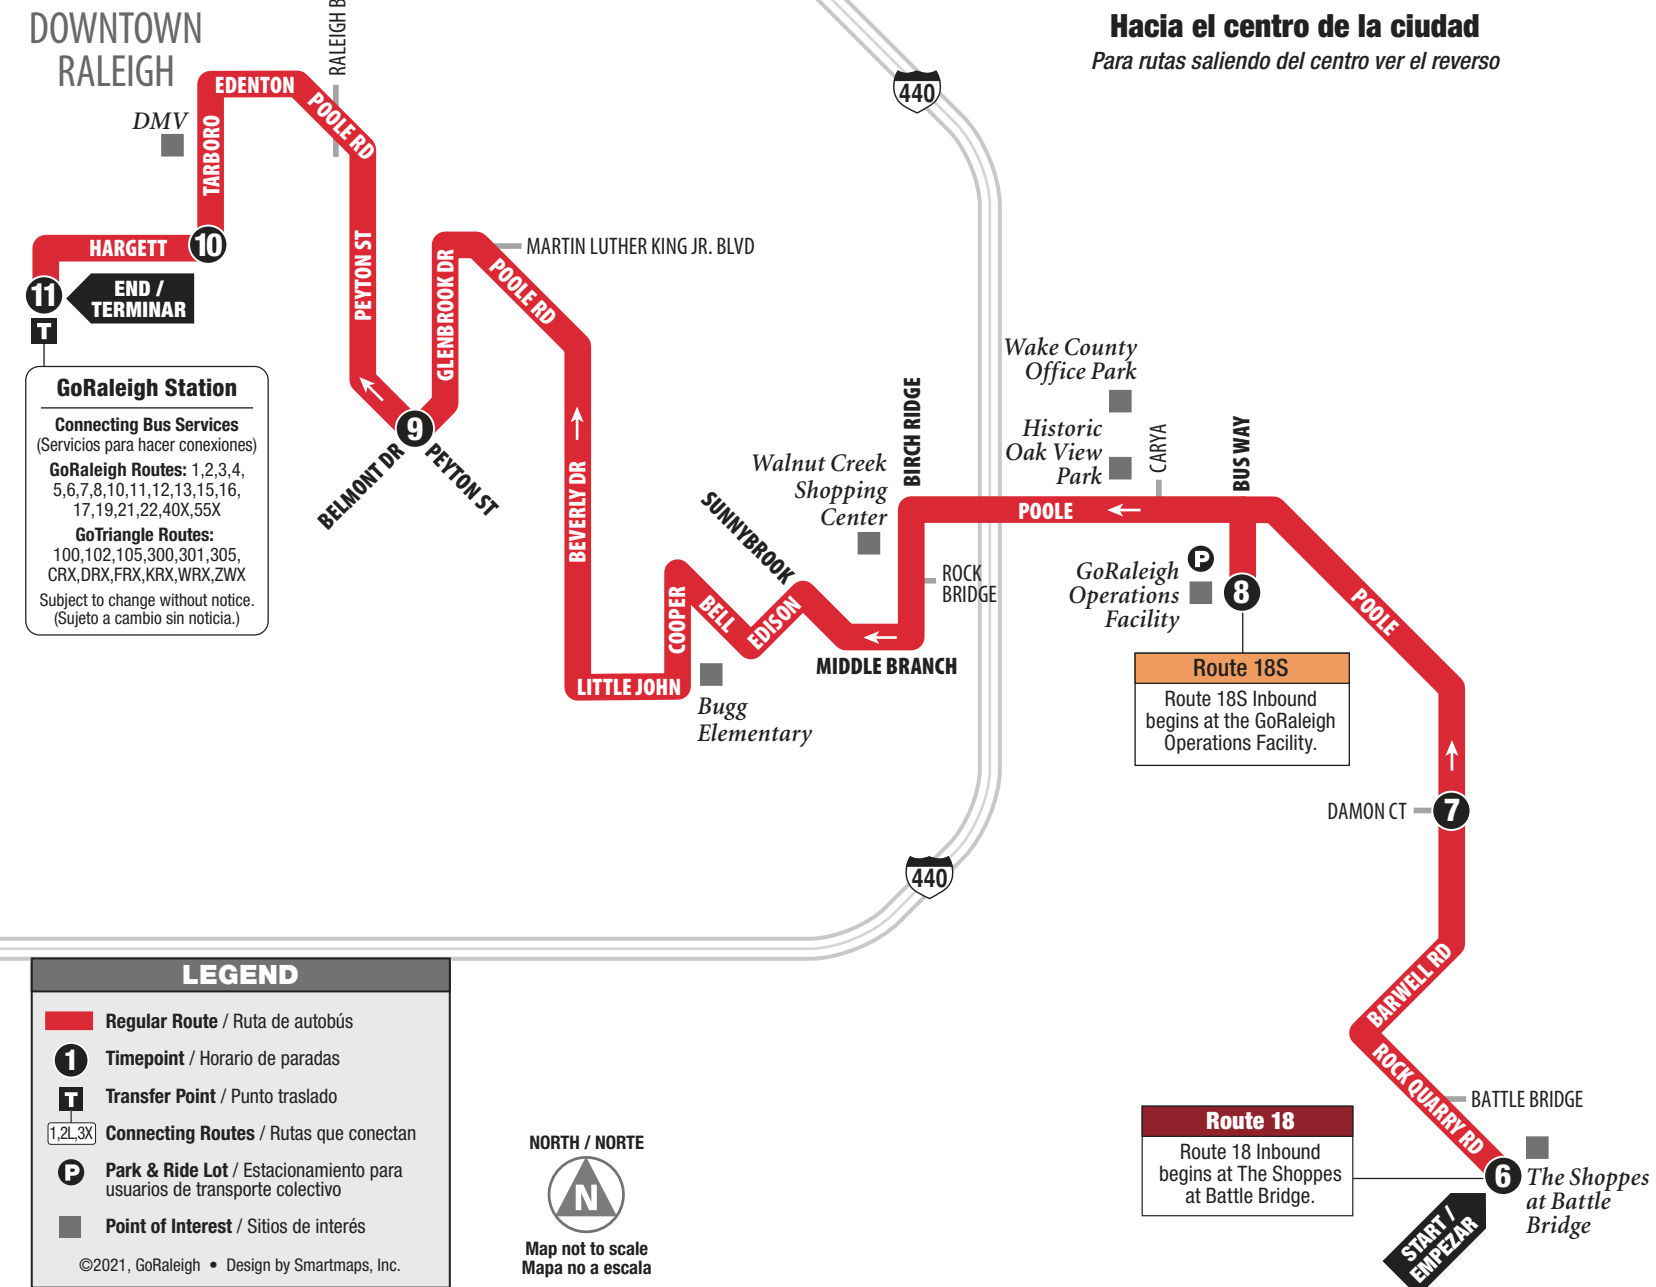 Hacia el centro de la ciudad
Para rutas saliendo del centro ver el reverso
DOWNTOWN
RALEIGH
RALEIGH B
440
EDENTON
POOLE RD
DMV
TARBORO
HARGETT
10
11
END /
TERMINAR
T
PEYTON ST
GLENBROOK DR
MARTIN LUTHER KING JR. BLVD
POOLE RD
GoRaleigh Station
Connecting Bus Services
(Servicios para hacer conexiones)
GoRaleigh Routes: 1,2,3,4,
5,6,7,8,10,11,12,13,15,16,
17,19,21,22,40X,55X
GoTriangle Routes:
100,102,105,300,301,305,
CRX,DRX,FRX,KRX,WRX,ZWX
Subject to change without notice.
(Sujeto a cambio sin noticia.)
9
BELMONT DR
PEYTON ST
BEVERLY DR
LITTLE JOHN
COOPER
BELL
EDISON
SUNNYBROOK
Bugg
Elementary
MIDDLE BRANCH
Walnut Creek
Shopping
Center
BIRCH RIDGE
ROCK
BRIDGE
Wake County
Office Park
Historic
Oak View
Park
CARYA
BUS WAY
POOLE
P
GoRaleigh
Operations
Facility
8
POOLE
Route 18S
Route 18S Inbound
begins at the GoRaleigh
Operations Facility.
DAMON CT
7
440
BARWELL RD
ROCK QUARRY RD
BATTLE BRIDGE
Route 18
Route 18 Inbound
begins at The Shoppes
at Battle Bridge.
6
The Shoppes
at Battle
Bridge
START /
EMPEZAR
LEGEND
Regular Route / Ruta de autobús
1
Timepoint / Horario de paradas
T
Transfer Point / Punto traslado
1,2L,3X
Connecting Routes / Rutas que conectan
P
Park & Ride Lot / Estacionamiento para
usuarios de transporte colectivo
Point of Interest / Sitios de interés
©2021, GoRaleigh • Design by Smartmaps, Inc.
NORTH / NORTE
N
Map not to scale
Mapa no a escala